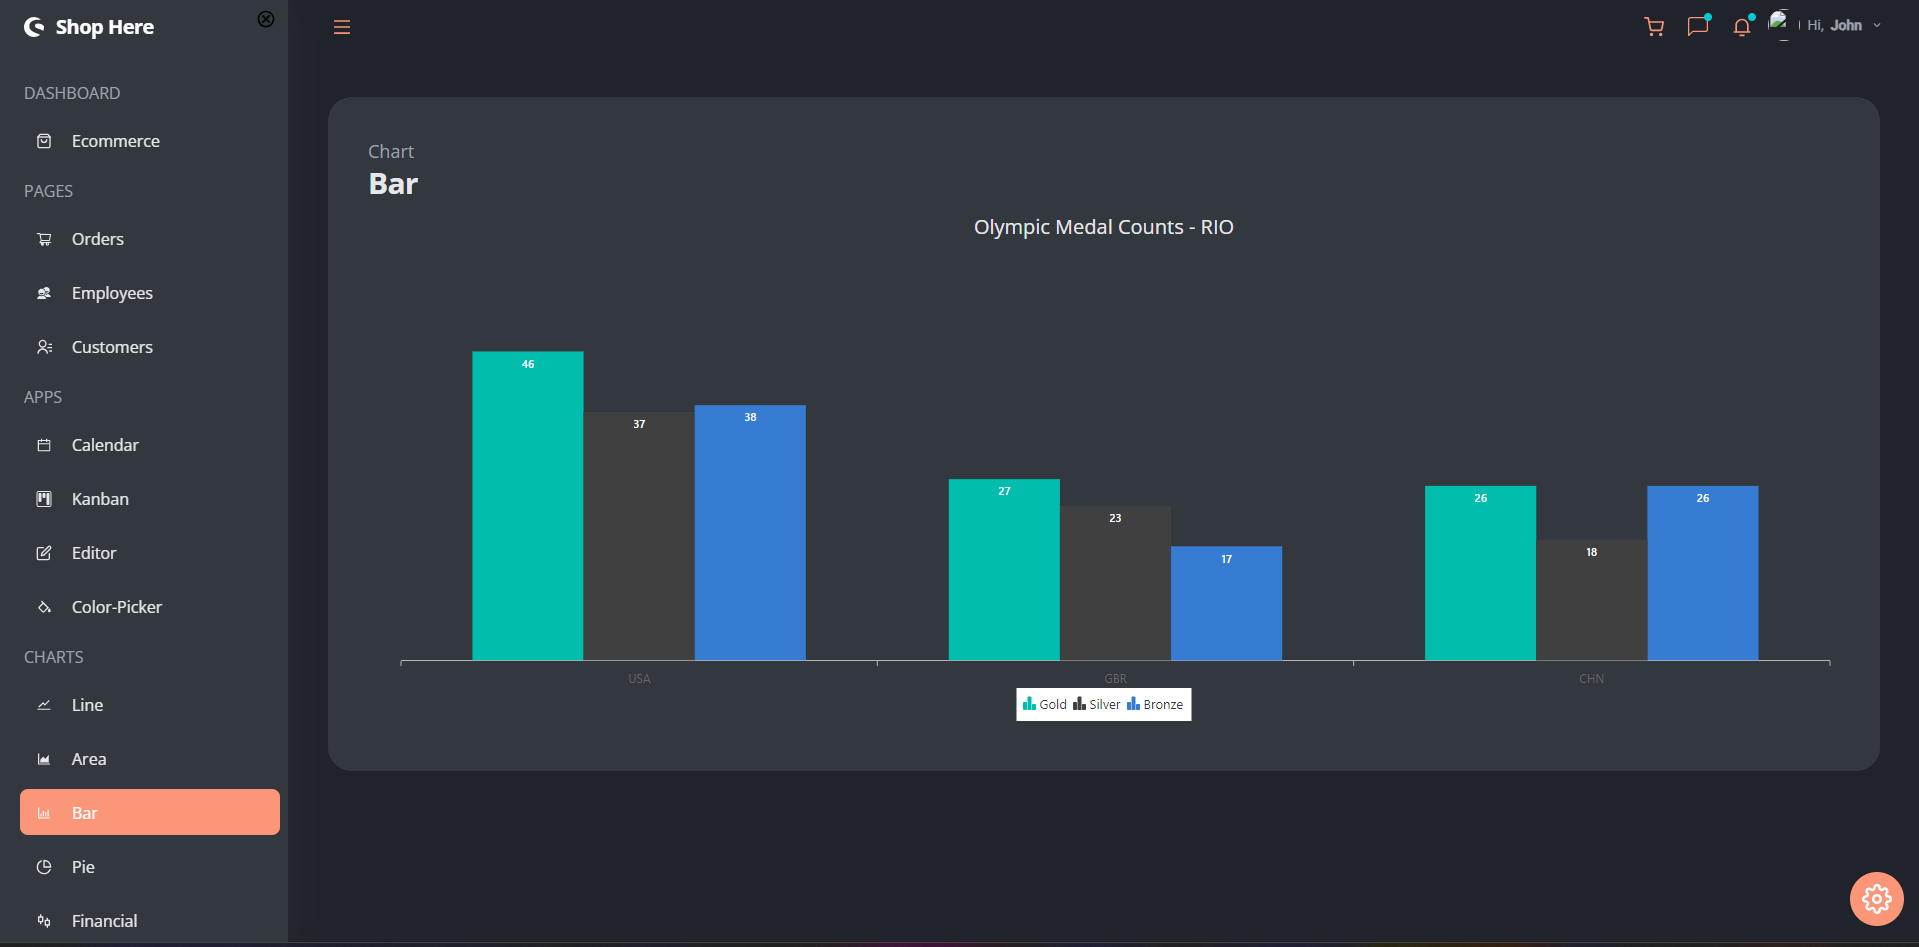 Shop Here
DASHBOARD
Ecommerce
PAGES
Orders
Employees
Customers
APPS
Calendar
Kanban
Editor
Color-Picker
CHARTS
Line
Area
Bar
Pie
Financial
Hi, John
Chart
Bar
Olympic Medal Counts - RIO
46
37
38
27
23
17
26
18
26
USA GBR CHN
Gold Silver Bronze